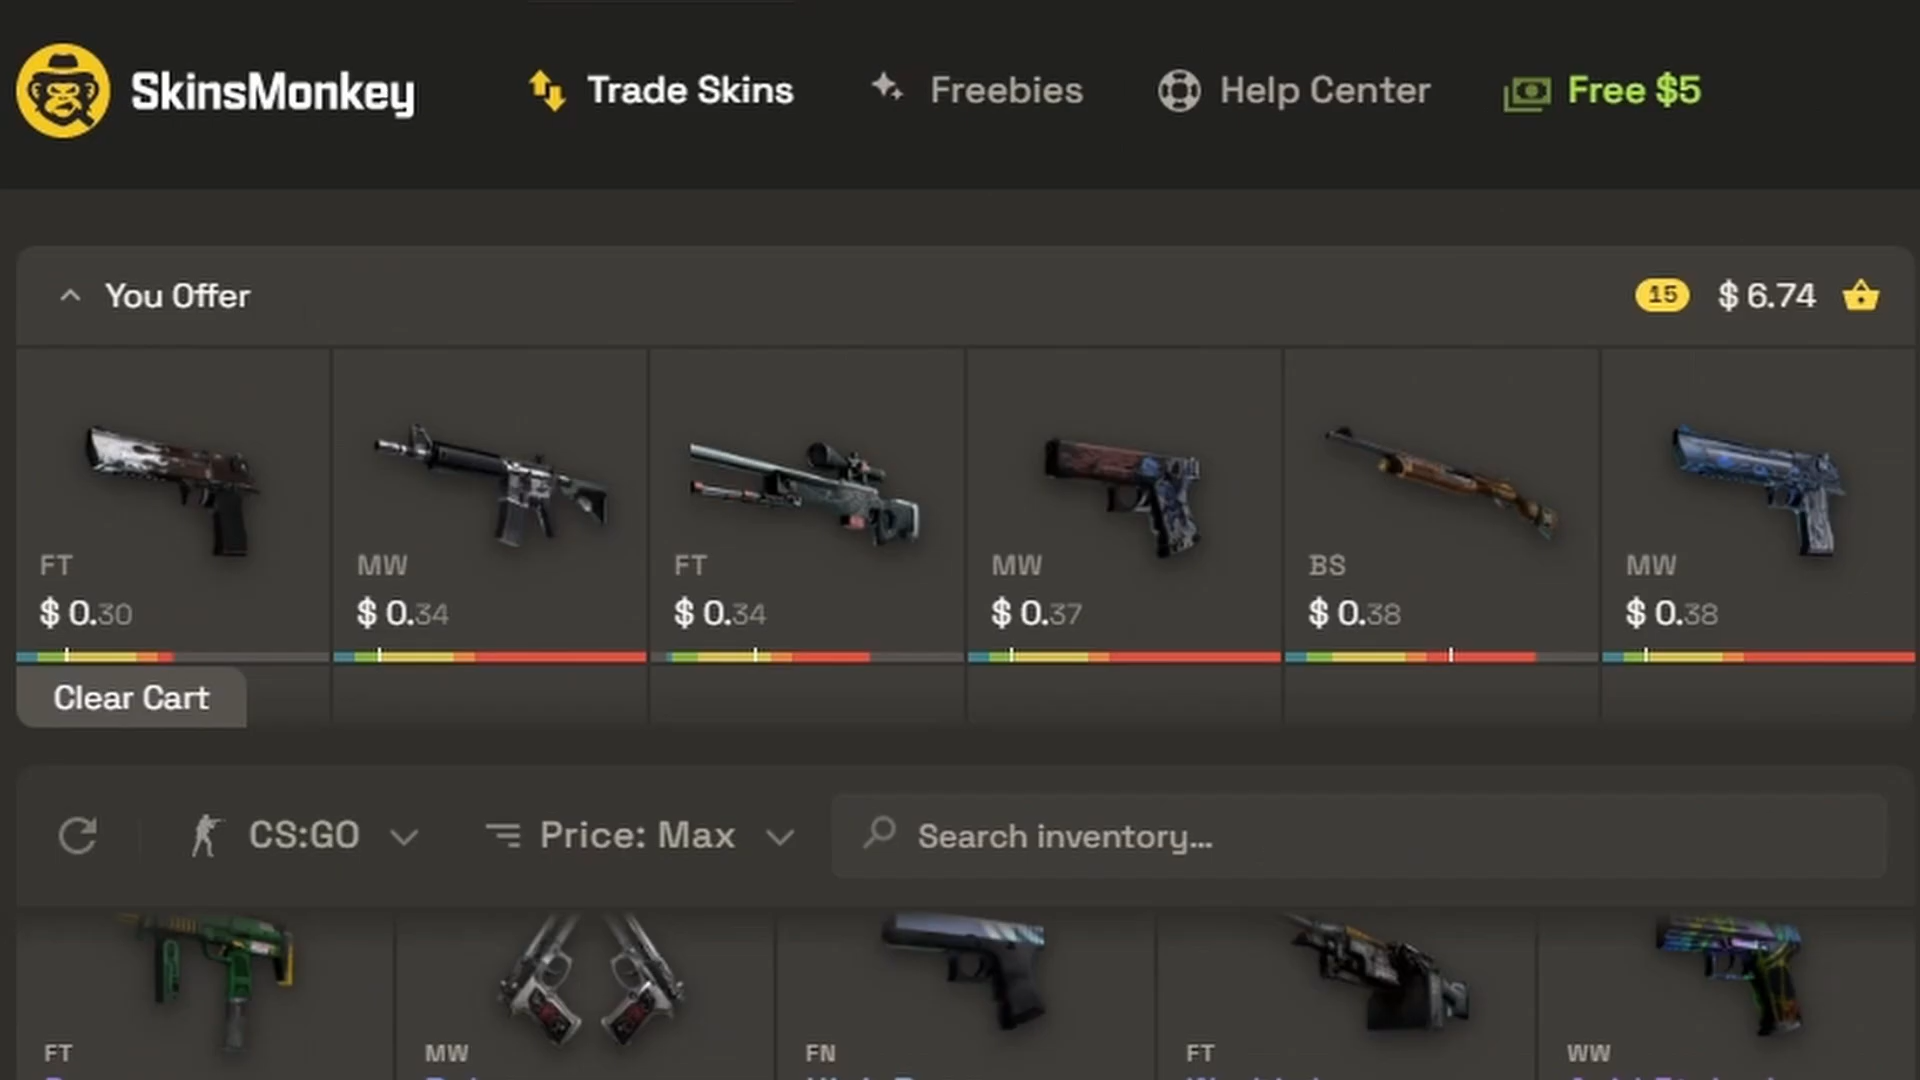 SkinsMonkey Trade Skins Freebies Help Center Free $5
You Offer 15 $ 6.74
FT MW FT MW BS MW
$ 0.30 $ 0.34 $ 0.34 $ 0.37 $ 0.38 $ 0.38
Clear Cart
CS:GO Price: Max Search inventory...
FT MW FN FT WW